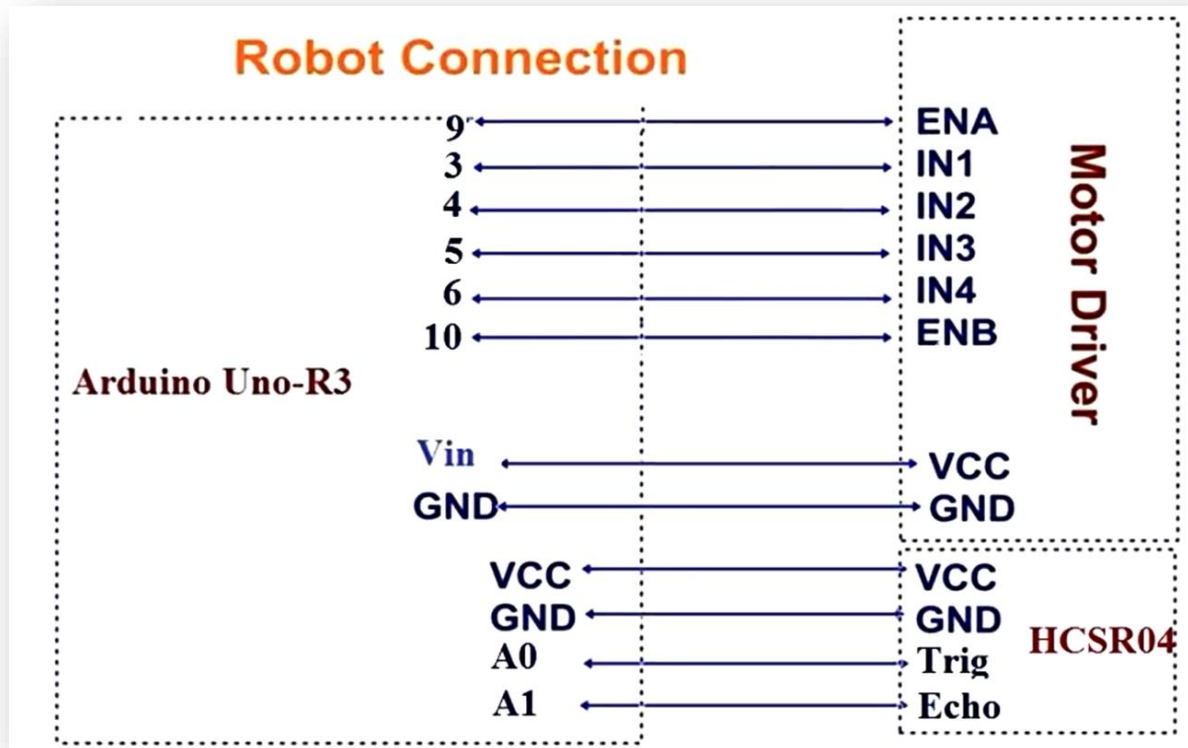 Robot Connection
9 ENA
3 IN1
4 IN2
5 IN3
6 IN4
10 ENB
Motor Driver
Arduino Uno-R3
Vin VCC
GND GND
VCC VCC
GND GND
HCSR04
A0 Trig
A1 Echo